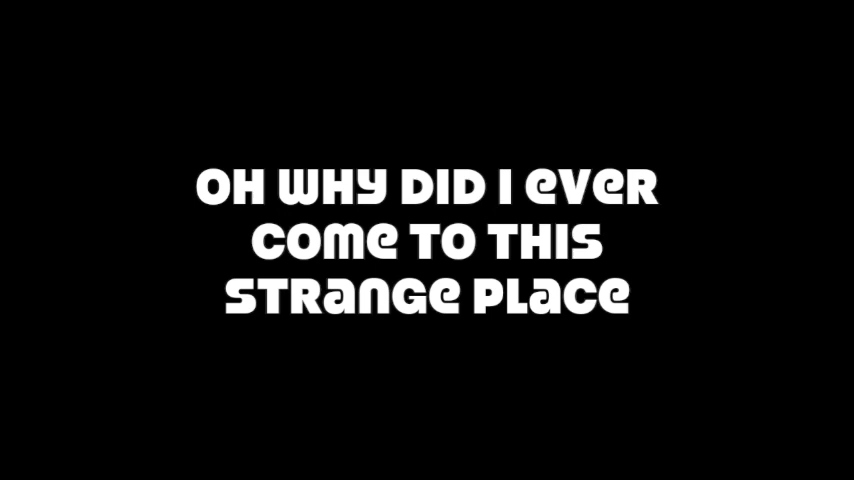 OH WHY DID I EVER
COME TO THIS
STRANGE PLACE